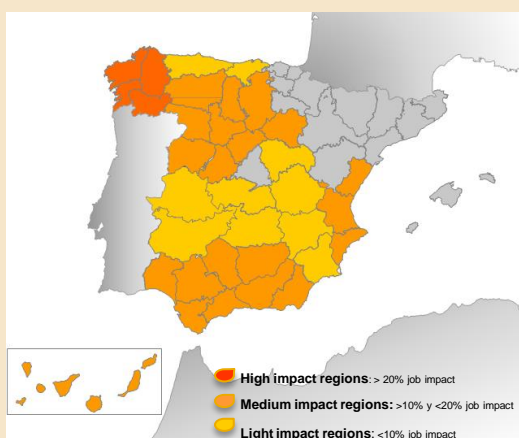 High impact regions: > 20% job impact
Medium impact regions: >10% y <20% job impact
Light impact regions: <10% job impact